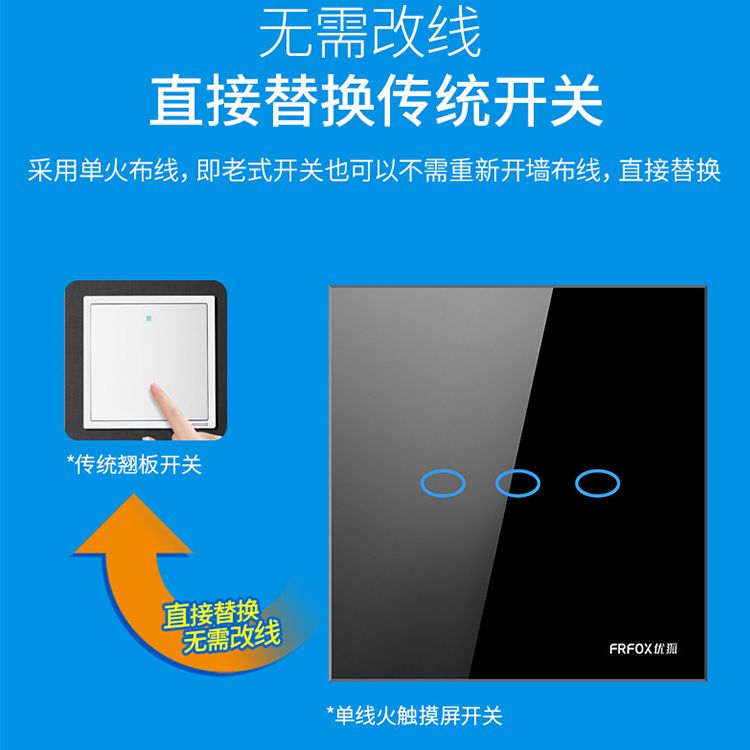 无需改线
直接替换传统开关
采用单火布线，即老式开关也可以不需重新开墙布线，直接替换
*传统翘板开关
直接替换
无需改线
FRFOX优狐
*单线火触摸屏开关